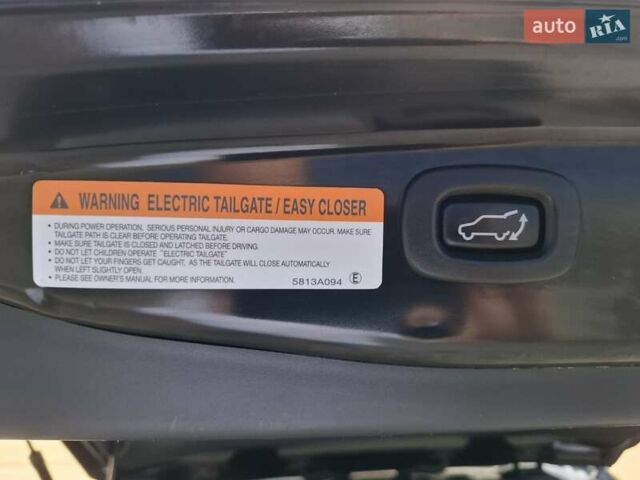 auto RIA.com
WARNING ELECTRIC TAILGATE / EASY CLOSER
• DURING POWER OPERATION, SERIOUS PERSONAL INJURY OR CARGO DAMAGE MAY OCCUR. MAKE SURE
TAILGATE PATH IS CLEAR BEFORE OPERATING TAILGATE.
• MAKE SURE TAILGATE IS CLOSED AND LATCHED BEFORE DRIVING.
• DO NOT LET CHILDREN OPERATE "ELECTRIC TAILGATE"
• DO NOT LET YOUR FINGERS GET CAUGHT, AS THE TAILGATE WILL CLOSE AUTOMATICALLY
WHEN LEFT SLIGHTLY OPEN.
• PLEASE SEE OWNER'S MANUAL FOR MORE INFORMATION. 5813A094 E